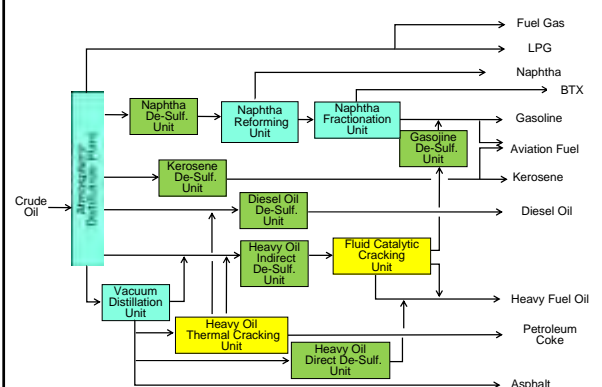 Fuel Gas
LPG
Naphtha
BTX
Naphtha
De-Sulf.
Unit
Naphtha
Reforming
Unit
Naphtha
Fractionation
Unit
Gasoline
Gasoline
De-Sulf.
Unit
Aviation Fuel
Kerosene
De-Sulf.
Unit
Kerosene
Crude
Oil
Diesel Oil
De-Sulf.
Unit
Diesel Oil
Heavy Oil
Indirect
De-Sulf.
Unit
Fluid Catalytic
Cracking
Unit
Vacuum
Distillation
Unit
Heavy Fuel Oil
Heavy Oil
Thermal Cracking
Unit
Petroleum
Coke
Heavy Oil
Direct De-Sulf.
Unit
Asphalt